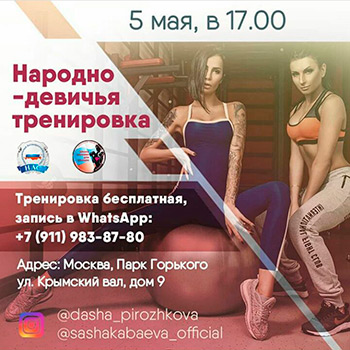 5 мая, в 17.00
Народно
-девичья
тренировка
Тренировка бесплатная,
запись в WhatsApp:
+7 (911) 983-87-80
Адрес: Москва, Парк Горького
ул. Крымский вал, дом 9
@dasha_pirozhkova
@sashakabaeva_official